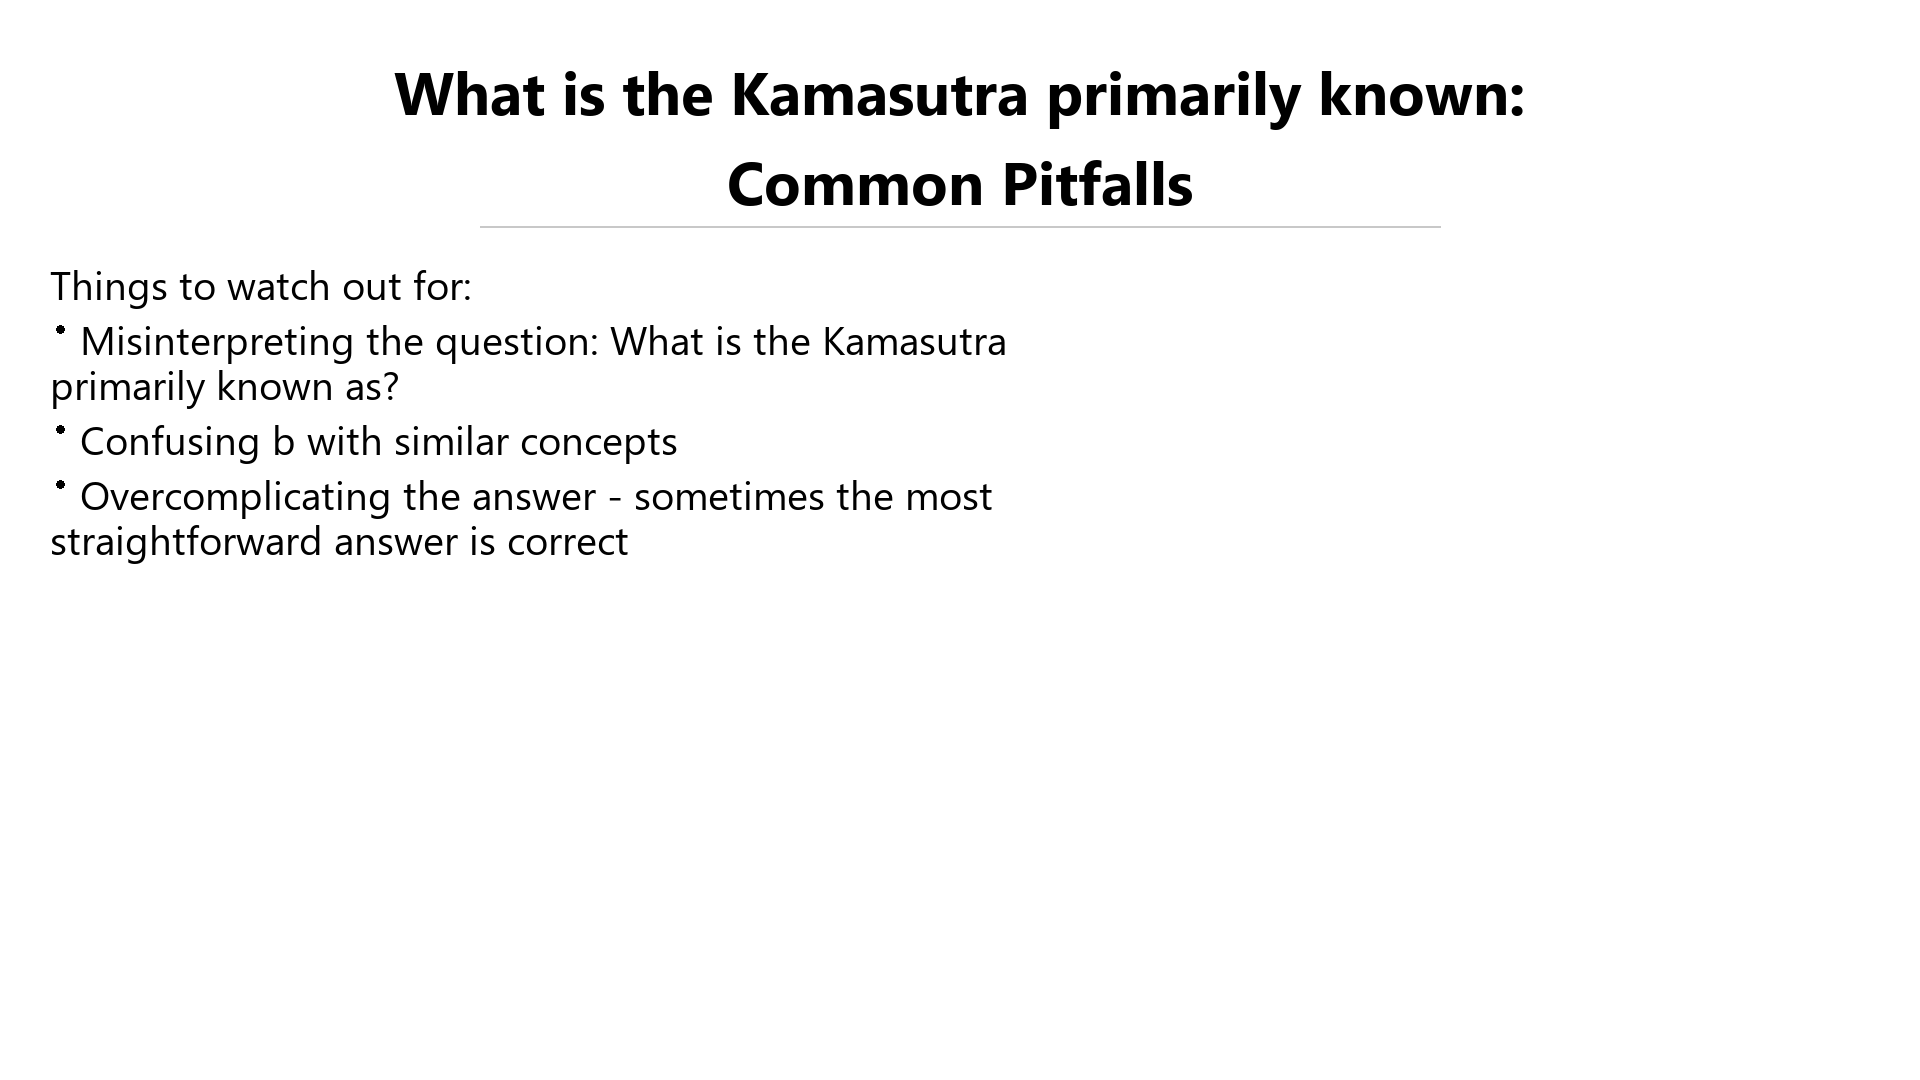 What is the Kamasutra primarily known:
Common Pitfalls
Things to watch out for:
• Misinterpreting the question: What is the Kamasutra
primarily known as?
• Confusing b with similar concepts
• Overcomplicating the answer - sometimes the most
straightforward answer is correct